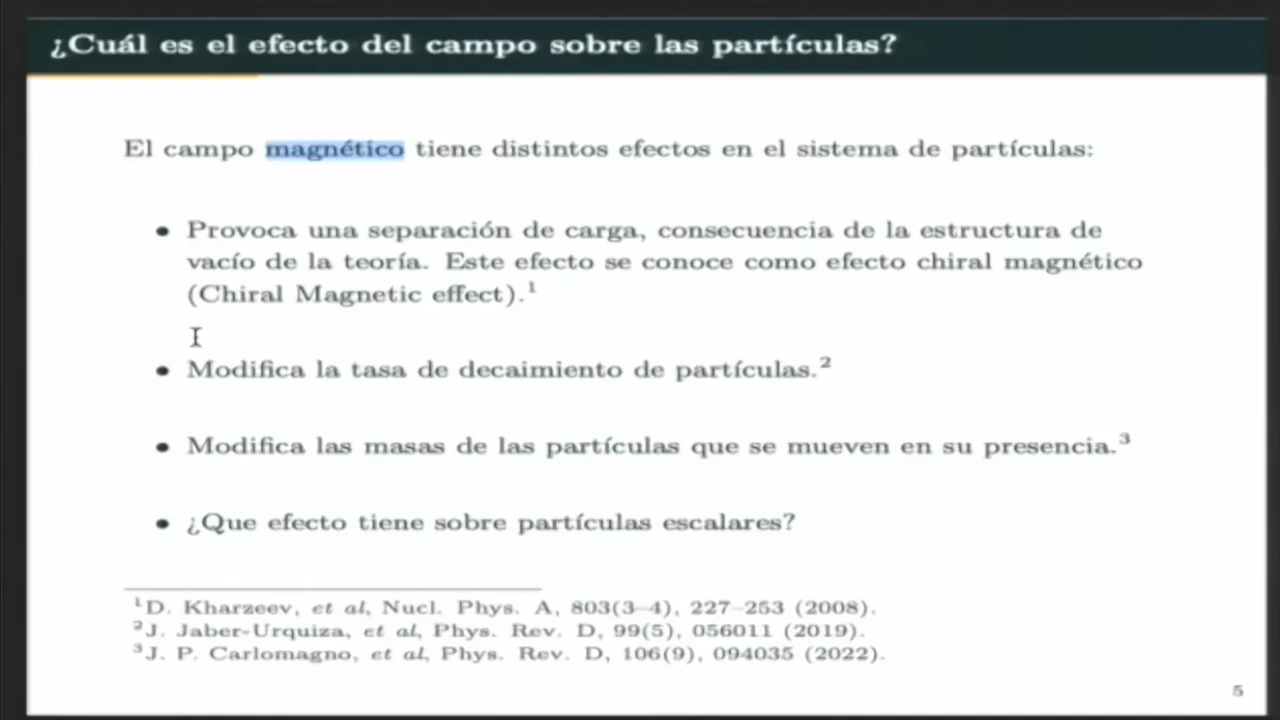 ¿Cuál es el efecto del campo sobre las partículas?
El campo magnético tiene distintos efectos en el sistema de partículas:
• Provoca una separación de carga, consecuencia de la estructura de
vacío de la teoría. Este efecto se conoce como efecto chiral magnético
(Chiral Magnetic effect).¹
• Modifica la tasa de decaimiento de partículas.²
• Modifica las masas de las partículas que se mueven en su presencia.³
• ¿Que efecto tiene sobre partículas escalares?
¹D. Kharzeev, et al, Nucl. Phys. A, 803(3–4), 227–253 (2008).
²J. Jaber-Urquiza, et al, Phys. Rev. D, 99(5), 056011 (2019).
³J. P. Carlomagno, et al, Phys. Rev. D, 106(9), 094035 (2022).
5